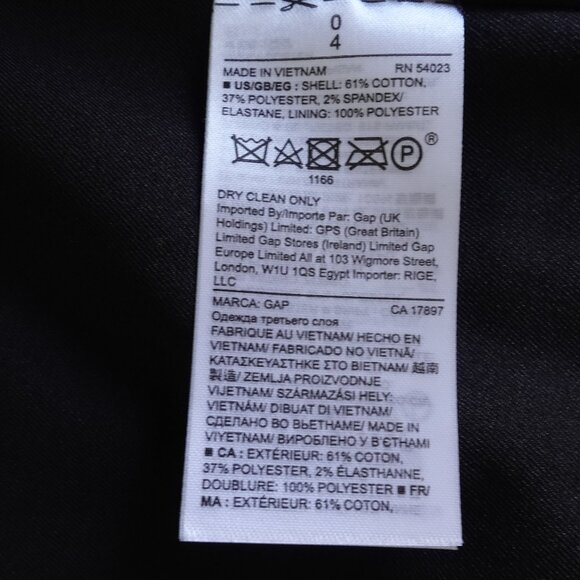 0
4
MADE IN VIETNAM RN 54023
■ US/GB/EG : SHELL: 61% COTTON,
37% POLYESTER, 2% SPANDEX/
ELASTANE, LINING: 100% POLYESTER
P ®
1166
DRY CLEAN ONLY
Imported By/Importe Par: Gap (UK
Holdings) Limited: GPS (Great Britain)
Limited Gap Stores (Ireland) Limited Gap
Europe Limited All at 103 Wigmore Street,
London, W1U 1QS Egypt Importer: RIGE,
LLC
MARCA: GAP CA 17897
Одежда третьего слоя
FABRIQUE AU VIETNAM/ HECHO EN
VIETNAM/ FABRICADO NO VIETNÃ/
ΚΑΤΑΣΚΕΥΑΣΤΗΚΕ ΣΤΟ ΒΙΕΤΝΑΜ/ 越南
製造/ ZEMLJA PROIZVODNJE
VIJETNAM/ SZÁRMAZÁSI HELY:
VIETNÁM/ DIBUAT DI VIETNAM/
СДЕЛАНО ВО ВЬЕТНАМЕ/ MADE IN
VIYETNAM/ ВИРОБЛЕНО У В'ЄТНАМІ
■ CA : EXTÉRIEUR: 61% COTON,
37% POLYESTER, 2% ÉLASTHANNE,
DOUBLURE: 100% POLYESTER ■ FR/
MA : EXTÉRIEUR: 61% COTON,